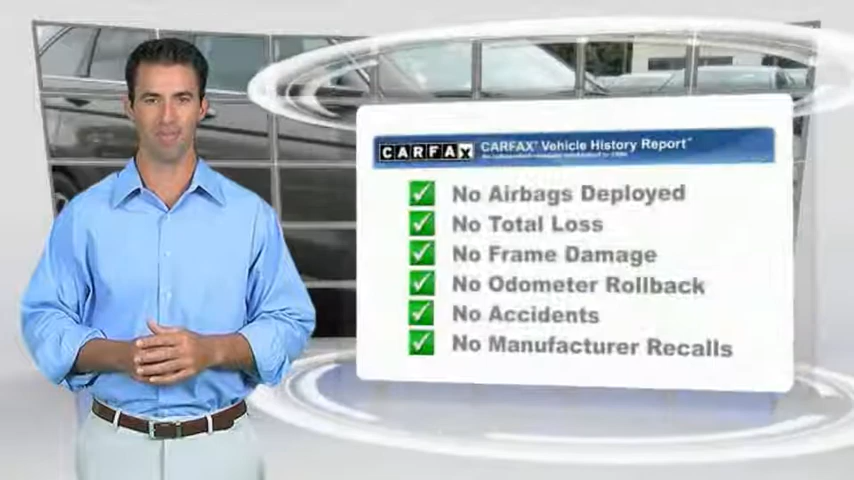 CARFAX CARFAX Vehicle History Report™
No Airbags Deployed
No Total Loss
No Frame Damage
No Odometer Rollback
No Accidents
No Manufacturer Recalls